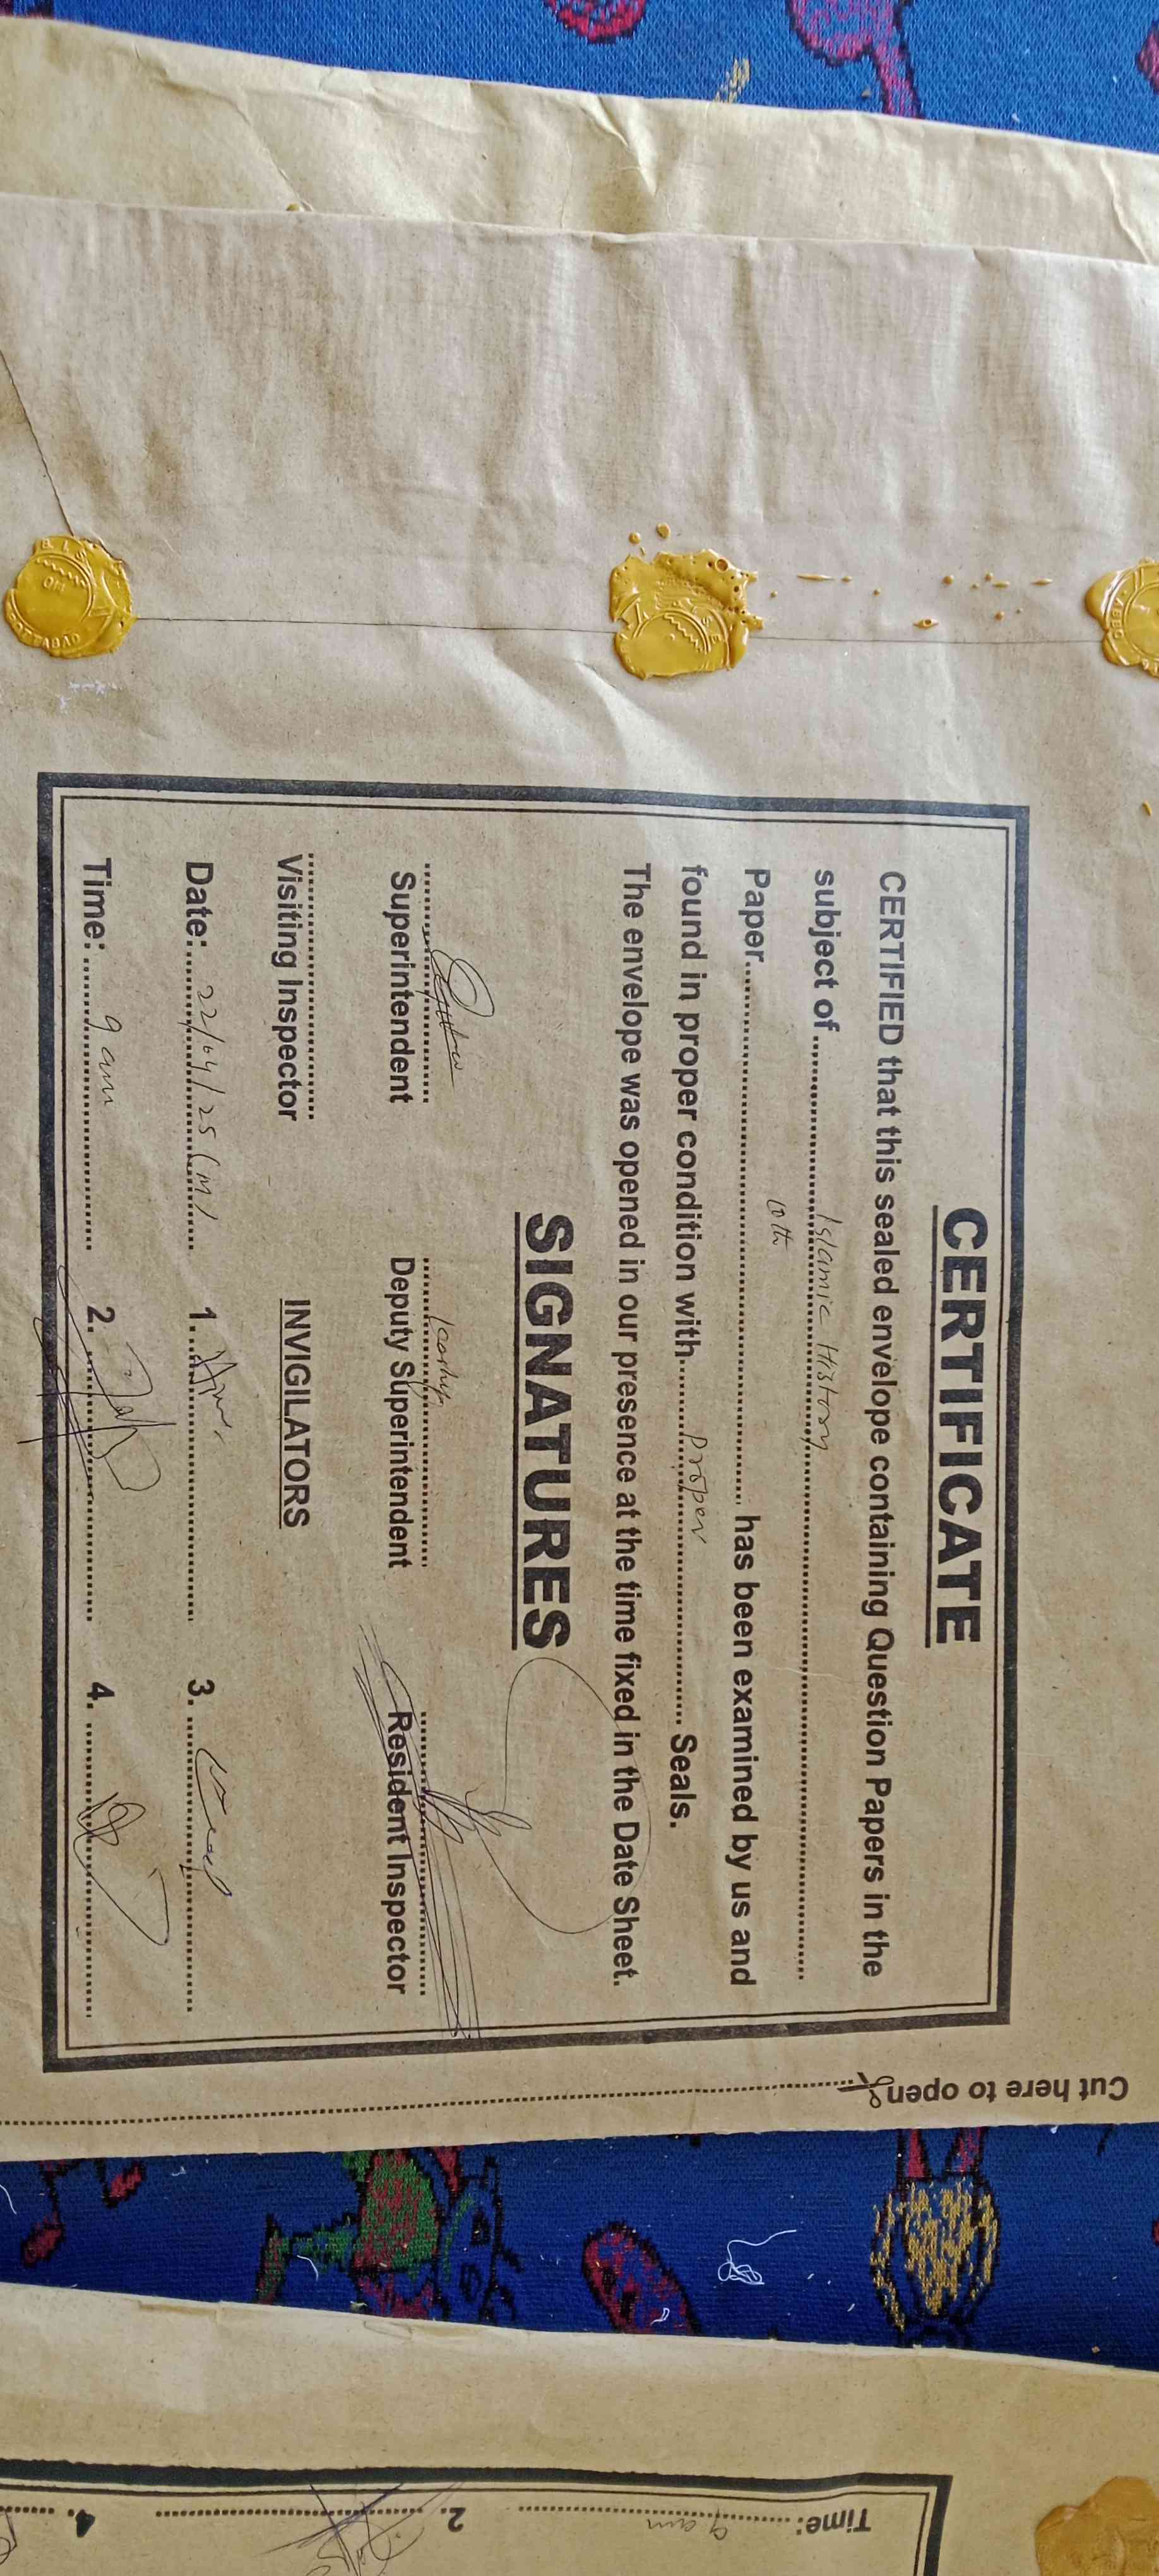 CERTIFICATE
CERTIFIED that this sealed envelope containing Question Papers in the
subject of Islamic History
Paper 10th has been examined by us and
found in proper condition with proper Seals.
The envelope was opened in our presence at the time fixed in the Date Sheet.
SIGNATURES
Superintendent Deputy Superintendent Resident Inspector
Visiting Inspector INVIGILATORS
Date: 22/04/25 (M) 1. 3.
Time: 9 am 2. 4.
Cut here to open
Time: 9 am
2.
4.